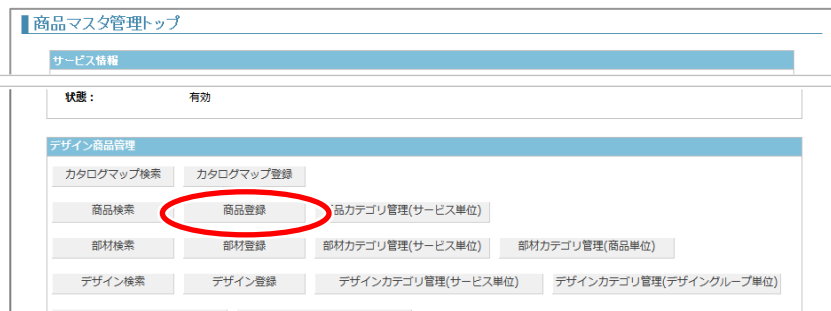 商品マスタ管理トップ
サービス情報
状態： 有効
デザイン商品管理
カタログマップ検索 カタログマップ登録
商品検索 商品登録 品カテゴリ管理(サービス単位)
部材検索 部材登録 部材カテゴリ管理(サービス単位) 部材カテゴリ管理(商品単位)
デザイン検索 デザイン登録 デザインカテゴリ管理(サービス単位) デザインカテゴリ管理(デザイングループ単位)